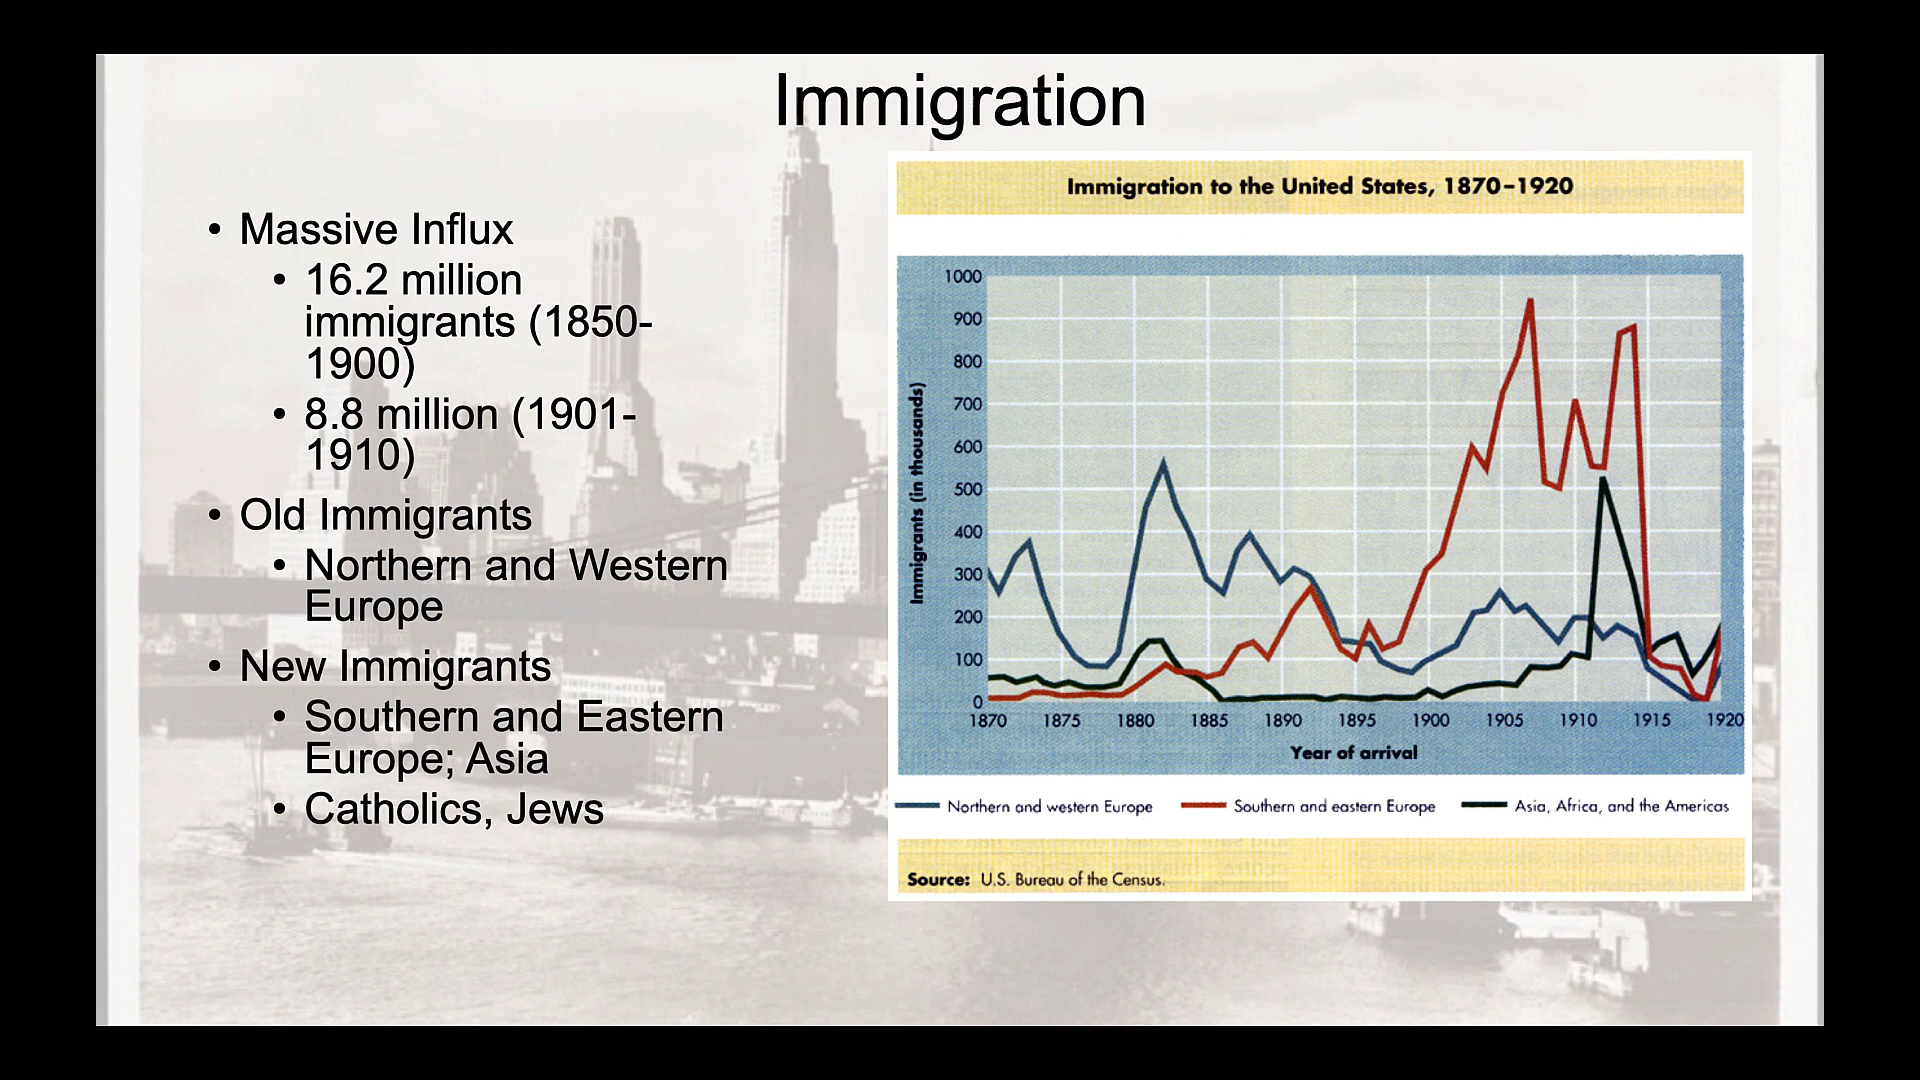 Immigration
• Massive Influx
• 16.2 million
immigrants (1850-
1900)
• 8.8 million (1901-
1910)
• Old Immigrants
• Northern and Western
Europe
• New Immigrants
• Southern and Eastern
Europe; Asia
• Catholics, Jews
Immigration to the United States, 1870–1920
Immigrants (in thousands)
1000
900
800
700
600
500
400
300
200
100
0
1870 1875 1880 1885 1890 1895 1900 1905 1910 1915 1920
Year of arrival
Northern and western Europe Southern and eastern Europe Asia, Africa, and the Americas
Source: U.S. Bureau of the Census.